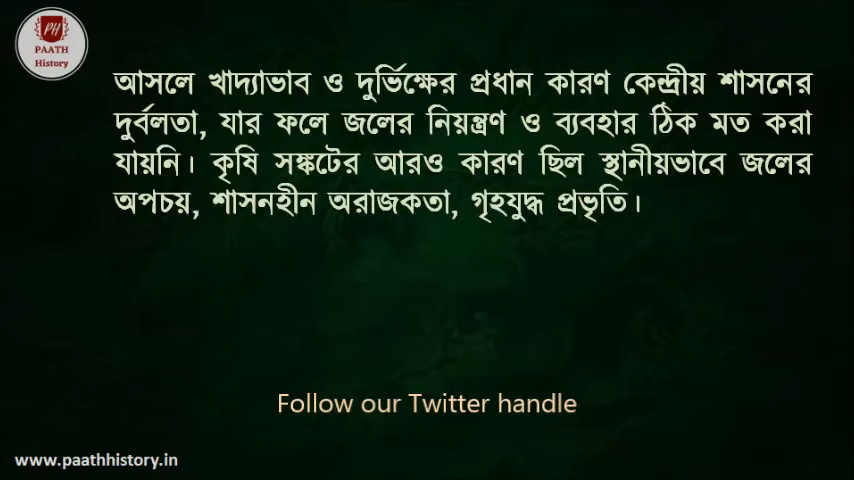 PH
PAATH
History
আসলে খাদ্যাভাব ও দুর্ভিক্ষের প্রধান কারণ কেন্দ্রীয় শাসনের
দুর্বলতা, যার ফলে জলের নিয়ন্ত্রণ ও ব্যবহার ঠিক মত করা
যায়নি। কৃষি সঙ্কটের আরও কারণ ছিল স্থানীয়ভাবে জলের
অপচয়, শাসনহীন অরাজকতা, গৃহযুদ্ধ প্রভৃতি।
Follow our Twitter handle
www.paathhistory.in